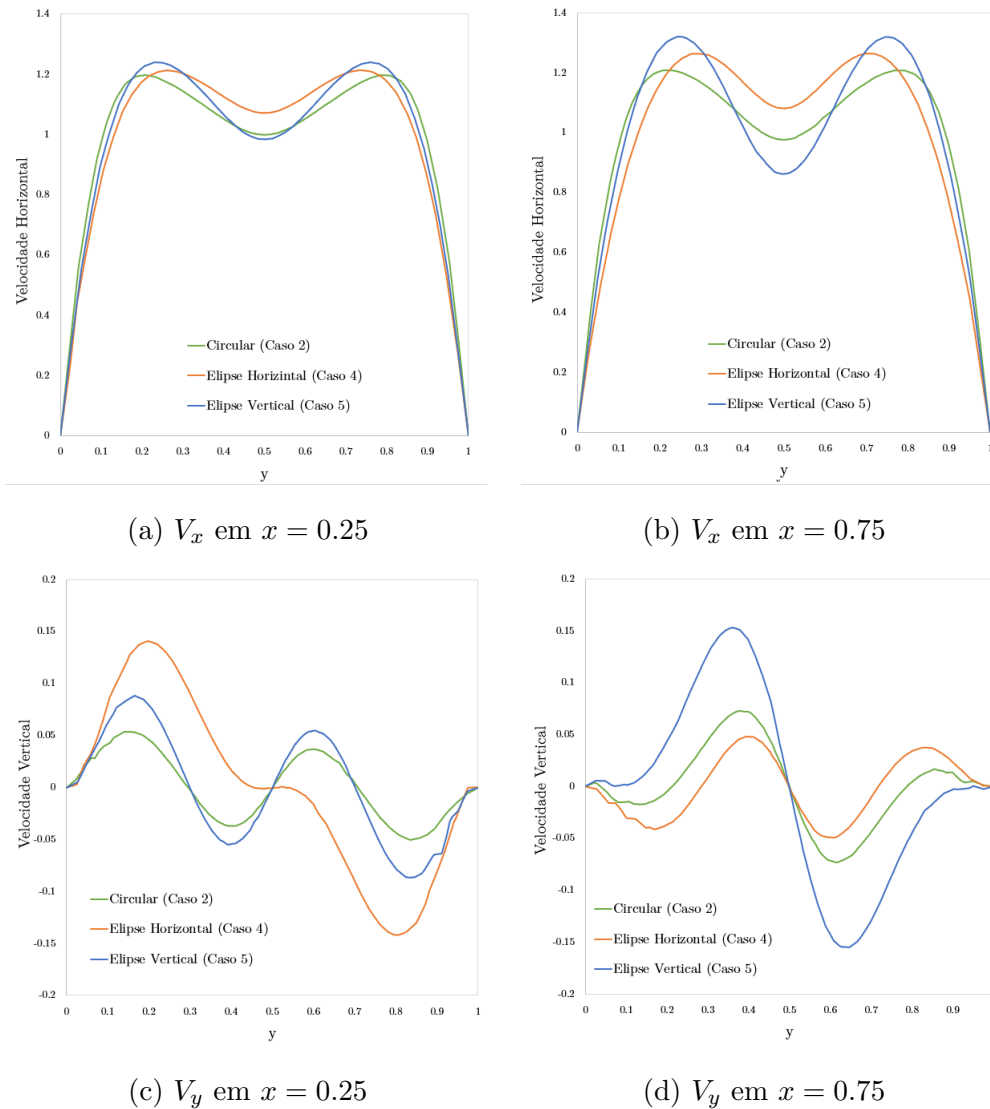 1.4
1.2
1
0.8
0.6
0.4
0.2
0
Velocidade Horizontal
Circular (Caso 2)
Elipse Horizintal (Caso 4)
Elipse Vertical (Caso 5)
0 0.1 0.2 0.3 0.4 0.5 0.6 0.7 0.8 0.9 1
y
(a) V_x em x = 0.25
1.4
1.2
1
0.8
0.6
0.4
0.2
0
Velocidade Horizontal
Circular (Caso 2)
Elipse Horizontal (Caso 4)
Elipse Vertical (Caso 5)
0 0.1 0.2 0.3 0.4 0.5 0.6 0.7 0.8 0.9 1
y
(b) V_x em x = 0.75
0.2
0.15
0.1
0.05
0
-0.05
-0.1
-0.15
-0.2
Velocidade Vertical
Circular (Caso 2)
Elipse Horizontal (Caso 4)
Elipse Vertical (Caso 5)
0 0.1 0.2 0.3 0.4 0.5 0.6 0.7 0.8 0.9 1
y
(c) V_y em x = 0.25
0.2
0.15
0.1
0.05
0
-0.05
-0.1
-0.15
-0.2
Velocidade Vertical
Circular (Caso 2)
Elipse Horizontal (Caso 4)
Elipse Vertical (Caso 5)
0 0.1 0.2 0.3 0.4 0.5 0.6 0.7 0.8 0.9
y
(d) V_y em x = 0.75